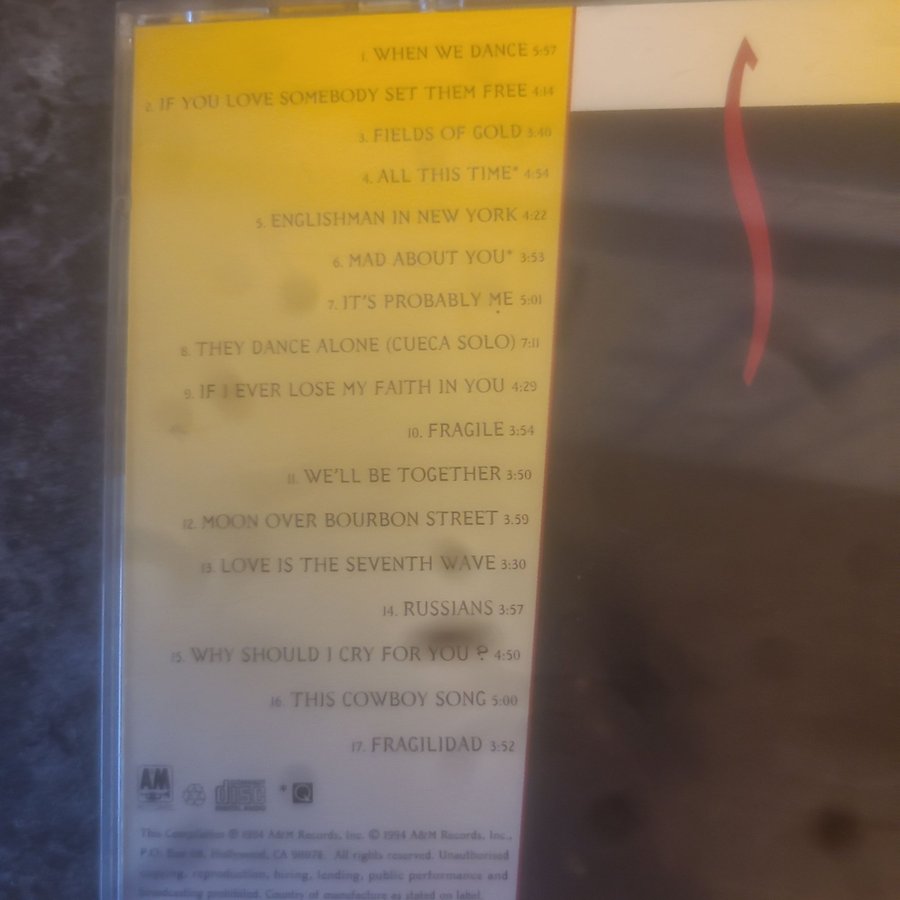 1. WHEN WE DANCE 5:57
2. IF YOU LOVE SOMEBODY SET THEM FREE 4:14
3. FIELDS OF GOLD 3:40
4. ALL THIS TIME* 4:54
5. ENGLISHMAN IN NEW YORK 4:22
6. MAD ABOUT YOU* 3:53
7. IT'S PROBABLY ME 5:01
8. THEY DANCE ALONE (CUECA SOLO) 7:11
9. IF I EVER LOSE MY FAITH IN YOU 4:29
10. FRAGILE 3:54
11. WE'LL BE TOGETHER 3:50
12. MOON OVER BOURBON STREET 3:59
13. LOVE IS THE SEVENTH WAVE 3:30
14. RUSSIANS 3:57
15. WHY SHOULD I CRY FOR YOU ? 4:50
16. THIS COWBOY SONG 5:00
17. FRAGILIDAD 3:52
A&M disc * Q
DIGITAL AUDIO
This Compilation ℗ 1994 A&M Records, Inc. © 1994 A&M Records, Inc.,
P.O. Box Hollywood, CA All rights reserved. Unauthorised
copying, reproduction, hiring, lending, public performance and
broadcasting prohibited. Country of manufacture as stated on label.